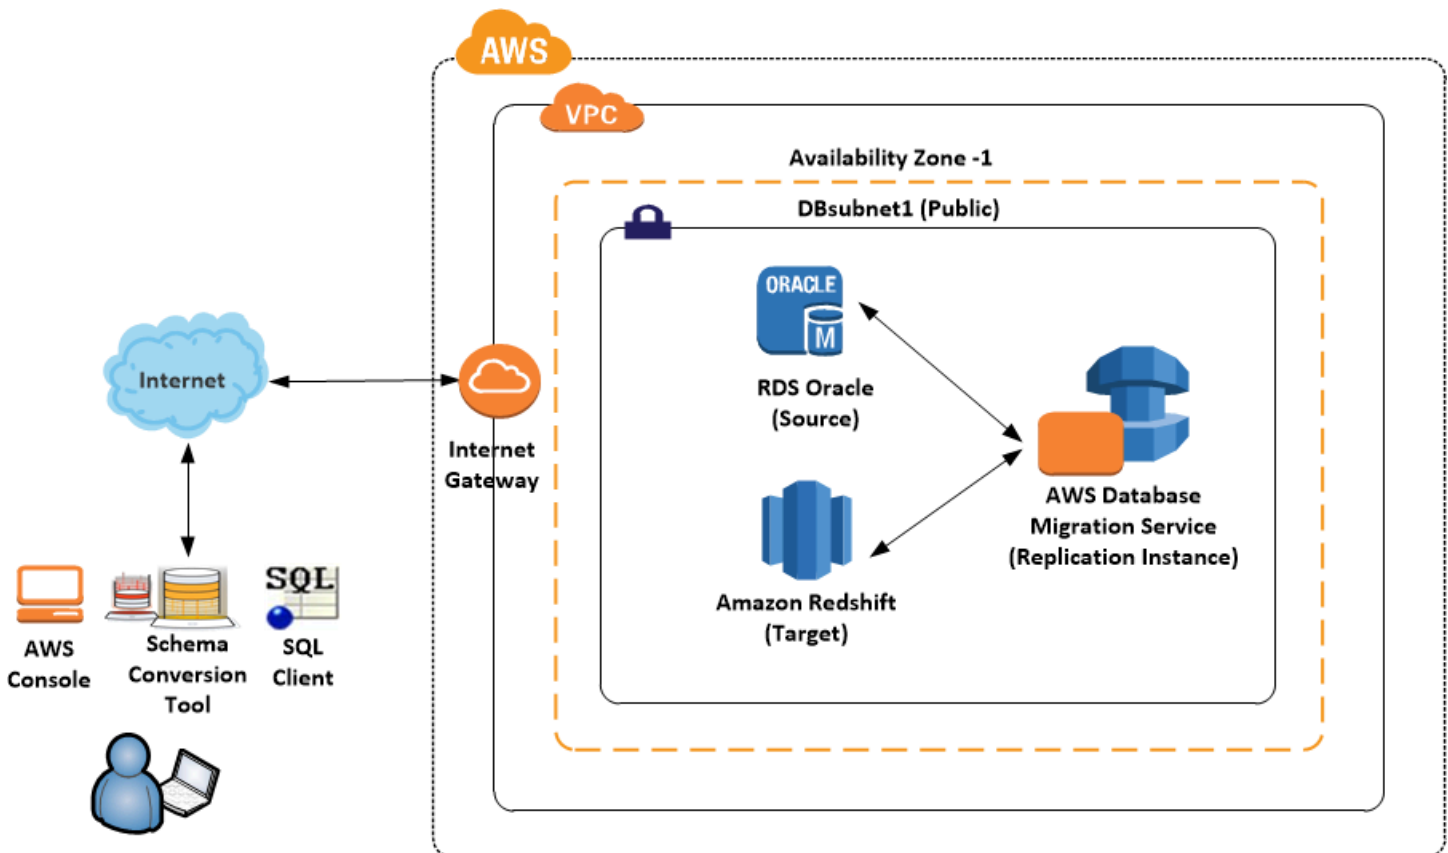 AWS
VPC
Availability Zone -1
DBsubnet1 (Public)
ORACLE
M
RDS Oracle
(Source)
Internet
Internet
Gateway
AWS Database
Migration Service
(Replication Instance)
Amazon Redshift
(Target)
SQL
AWS
Console
Schema
Conversion
Tool
SQL
Client